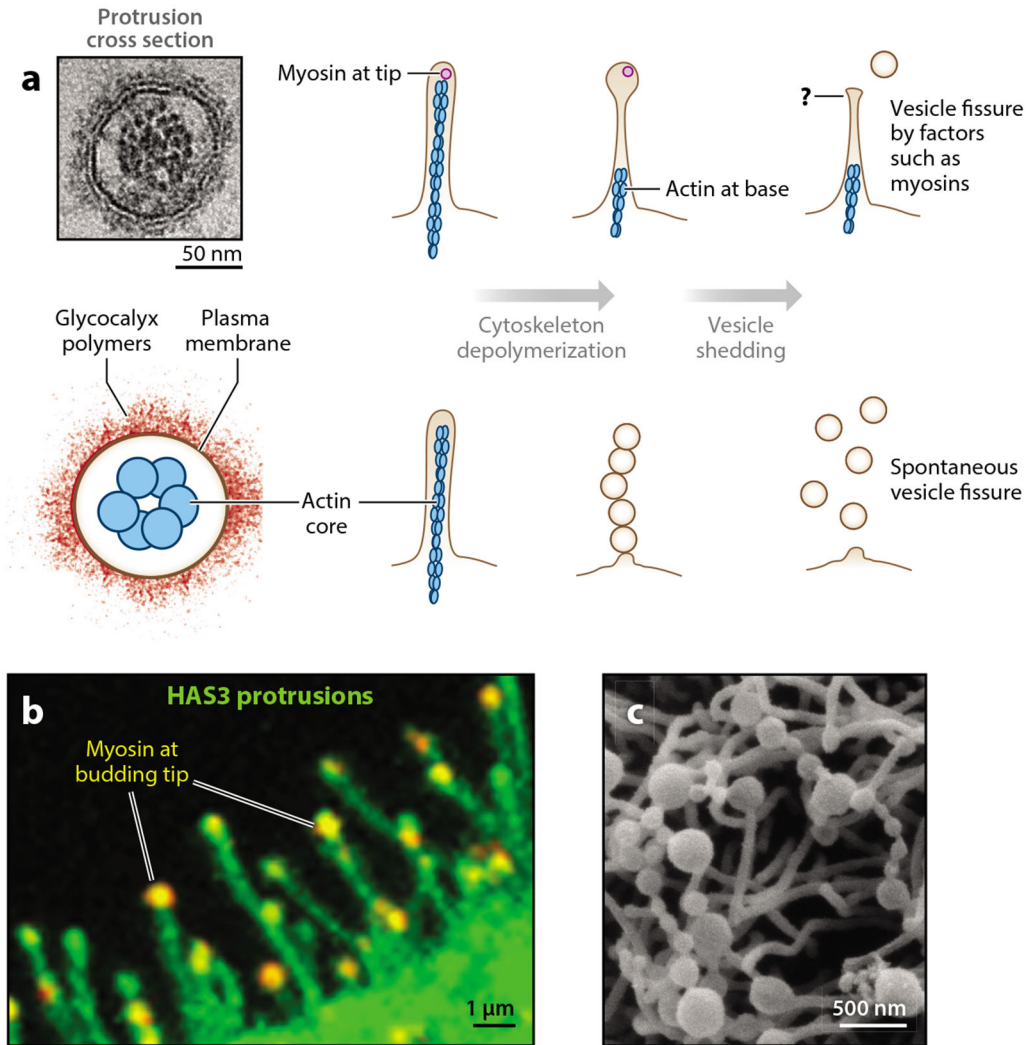 Protrusion
cross section
a
50 nm
Myosin at tip
Actin at base
?
Vesicle fissure
by factors
such as
myosins
Cytoskeleton
depolymerization
Vesicle
shedding
Glycocalyx
polymers
Plasma
membrane
Actin
core
Spontaneous
vesicle fissure
b
HAS3 protrusions
Myosin at
budding tip
1 μm
c
500 nm